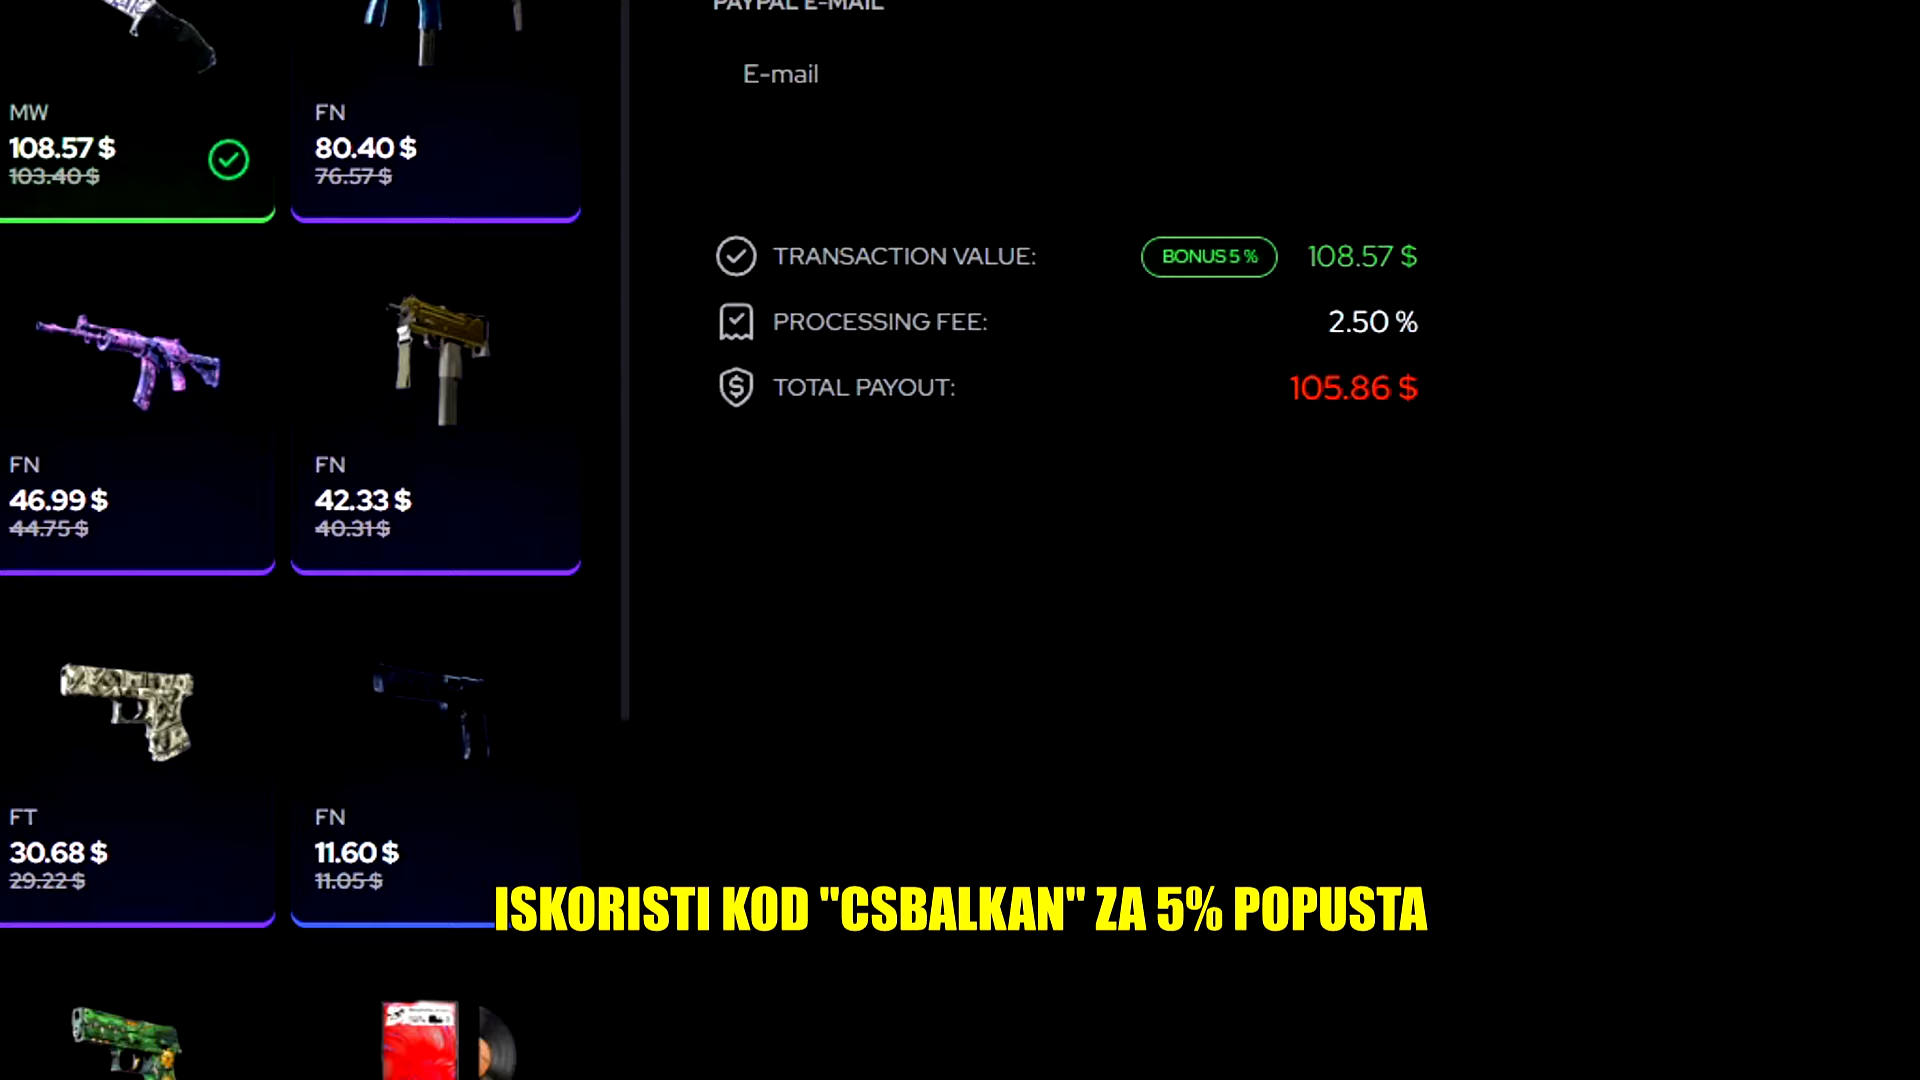 PAYPAL E-MAIL
E-mail
MW
108.57 $
103.40 $
FN
80.40 $
76.57 $
TRANSACTION VALUE:
BONUS 5 %
108.57 $
PROCESSING FEE:
2.50 %
TOTAL PAYOUT:
105.86 $
FN
46.99 $
44.75 $
FN
42.33 $
40.31 $
FT
30.68 $
29.22 $
FN
11.60 $
11.05 $
ISKORISTI KOD "CSBALKAN" ZA 5% POPUSTA